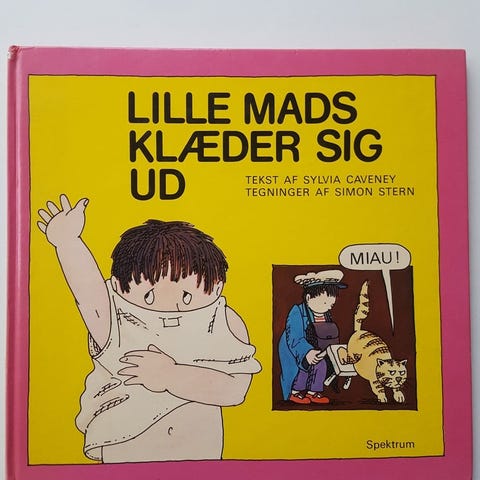 LILLE MADS
KLÆDER SIG
UD
TEKST AF SYLVIA CAVENEY
TEGNINGER AF SIMON STERN
MIAU!
Spektrum